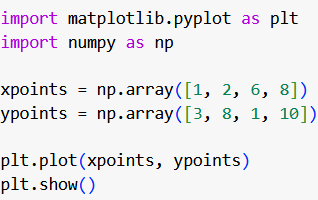 import matplotlib.pyplot as plt
import numpy as np
xpoints = np.array([1, 2, 6, 8])
ypoints = np.array([3, 8, 1, 10])
plt.plot(xpoints, ypoints)
plt.show()